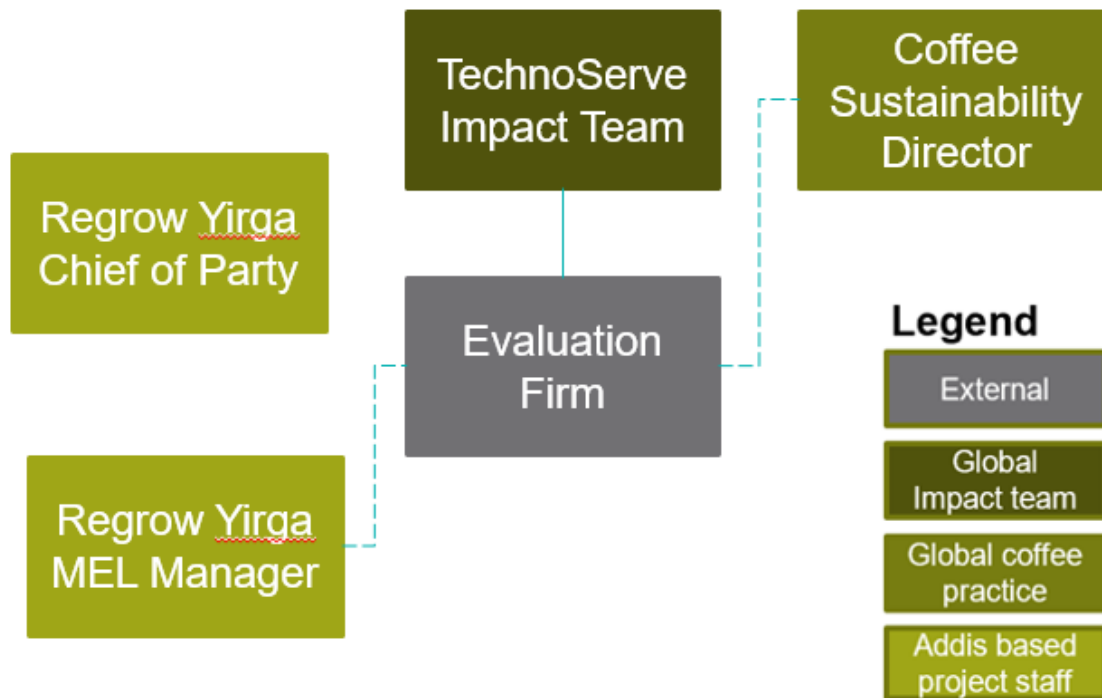 TechnoServe
Impact Team
Coffee
Sustainability
Director
Regrow Yirga
Chief of Party
Evaluation
Firm
Regrow Yirga
MEL Manager
Legend
External
Global
Impact team
Global coffee
practice
Addis based
project staff